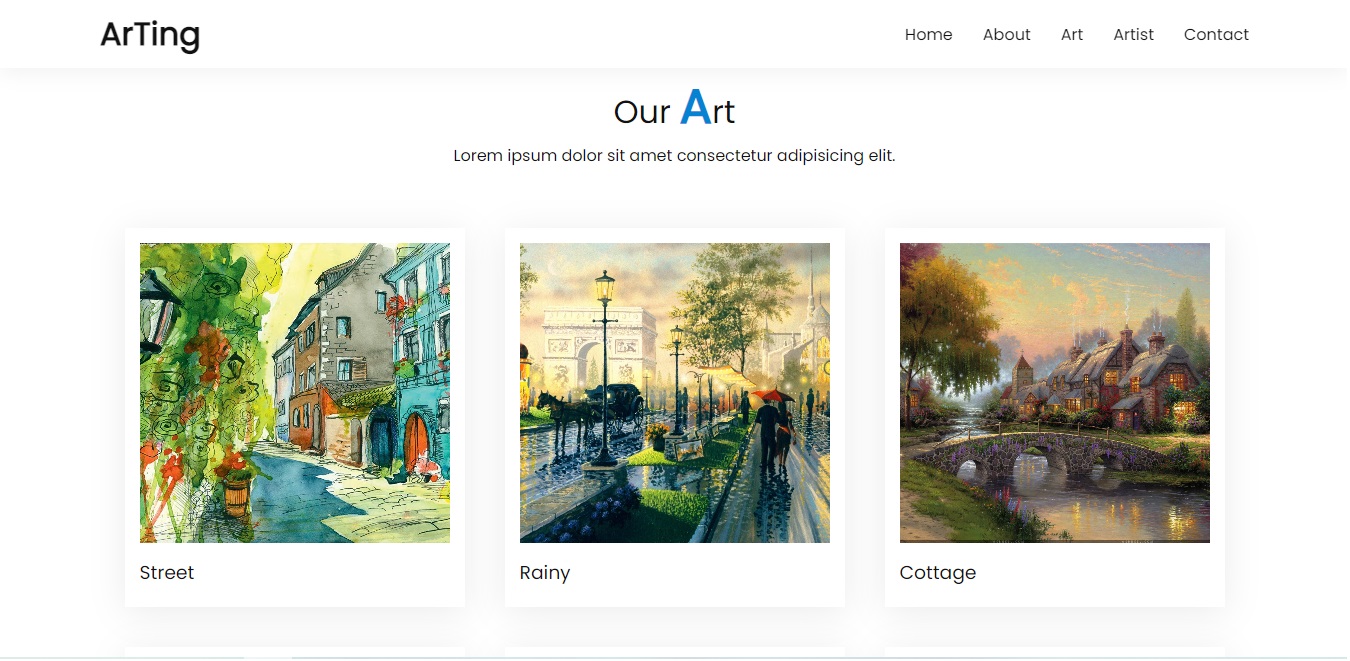 ArTing
Home About Art Artist Contact
Our Art
Lorem ipsum dolor sit amet consectetur adipisicing elit.
Street
Rainy
Cottage